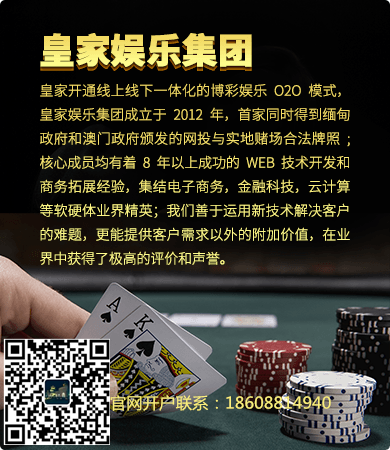 皇家娱乐集团
皇家开通线上线下一体化的博彩娱乐 O2O 模式，
皇家娱乐集团成立于 2012 年，首家同时得到缅甸
政府和澳门政府颁发的网投与实地赌场合法牌照；
核心成员均有着 8 年以上成功的 WEB 技术开发和
商务拓展经验，集结电子商务，金融科技，云计算
等软硬体业界精英；我们善于运用新技术解决客户
的难题，更能提供客户需求以外的附加价值，在业
界中获得了极高的评价和声誉。
A
K
官网开户联系：18608814940